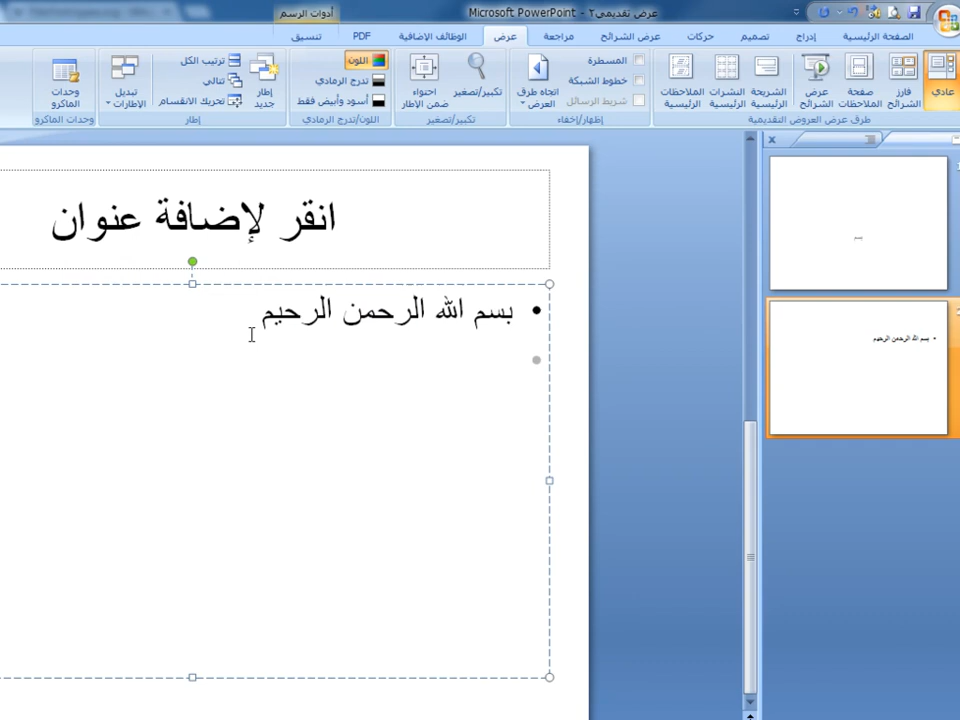 أدوات الرسم
عرض تقديمي٢ - Microsoft PowerPoint
الصفحة الرئيسية
إدراج
تصميم
حركات
عرض الشرائح
مراجعة
عرض
الوظائف الإضافية
PDF
تنسيق
عادي
فارز الشرائح
صفحة الملاحظات
عرض الشرائح
الشريحة الرئيسية
النشرات الرئيسية
الملاحظات الرئيسية
طرق عرض العروض التقديمية
اتجاه طرق العرض
المسطرة
خطوط الشبكة
شريط الرسائل
إظهار/إخفاء
تكبير/تصغير
احتواء ضمن الإطار
تكبير/تصغير
اللون
تدرج الرمادي
أسود وأبيض فقط
اللون/تدرج الرمادي
إطار جديد
ترتيب الكل
تتالي
تحريك الانقسام
تبديل الإطارات
إطار
وحدات الماكرو
وحدات الماكرو
انقر لإضافة عنوان
• بسم الله الرحمن الرحيم
• بسم الله الرحمن الرحيم